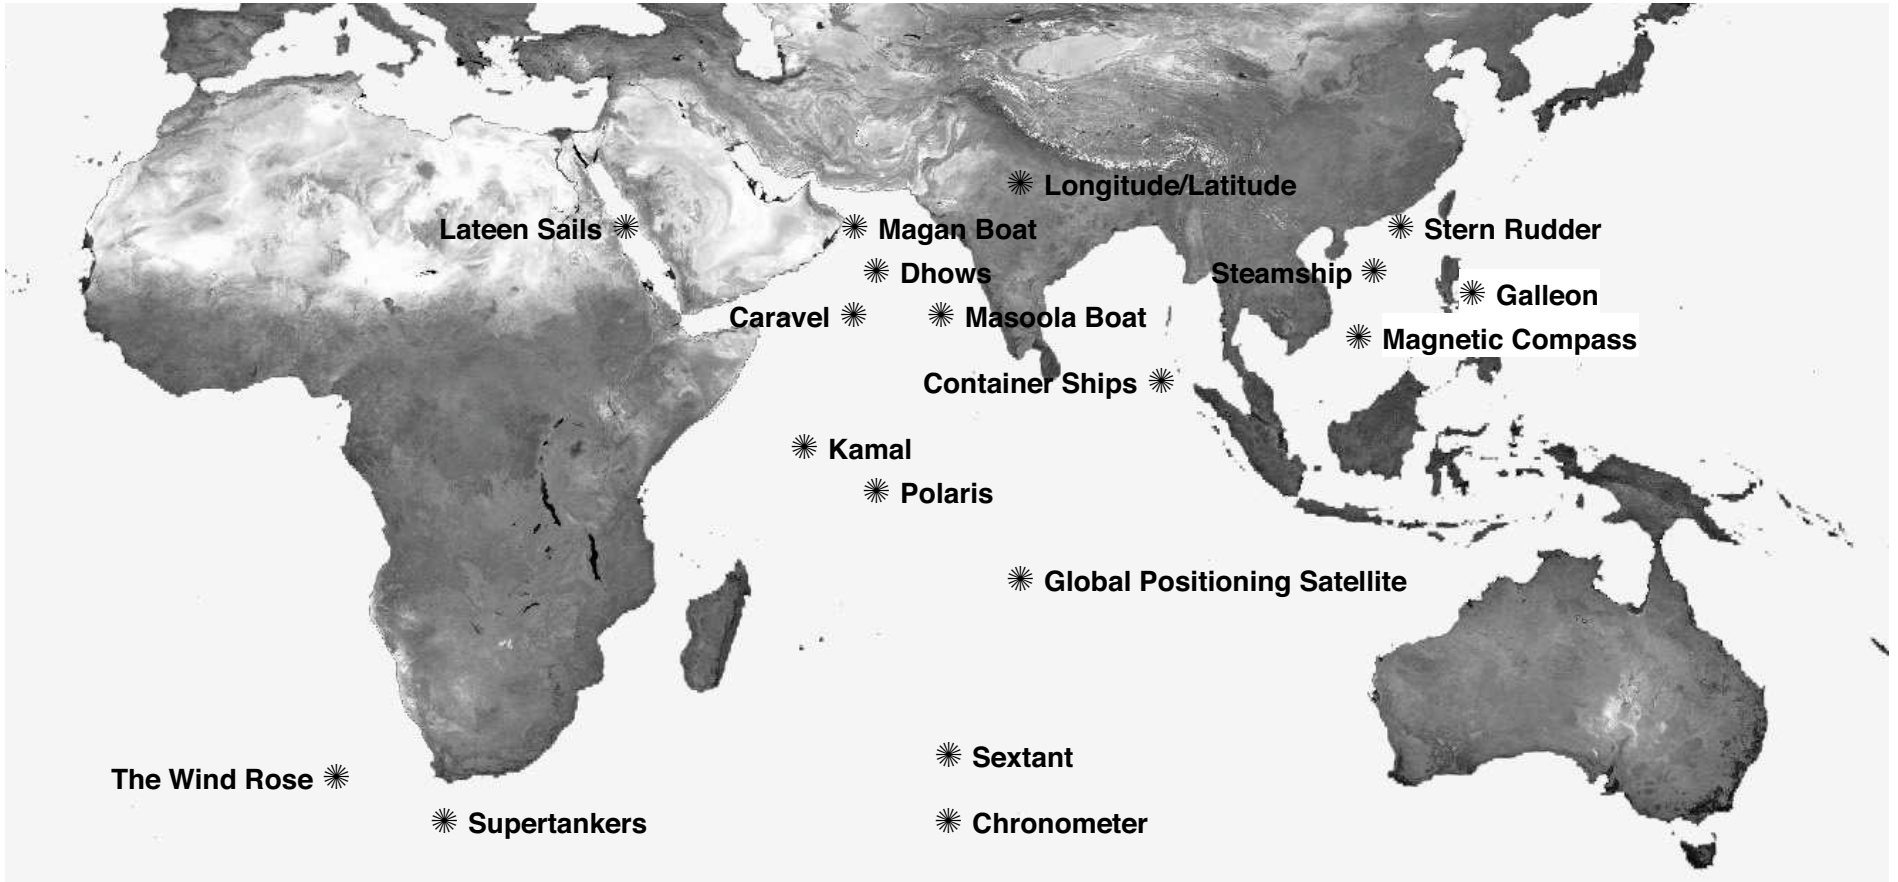 Longitude/Latitude
Lateen Sails
Magan Boat
Stern Rudder
Dhows
Steamship
Galleon
Caravel
Masoola Boat
Magnetic Compass
Container Ships
Kamal
Polaris
Global Positioning Satellite
Sextant
The Wind Rose
Supertankers
Chronometer